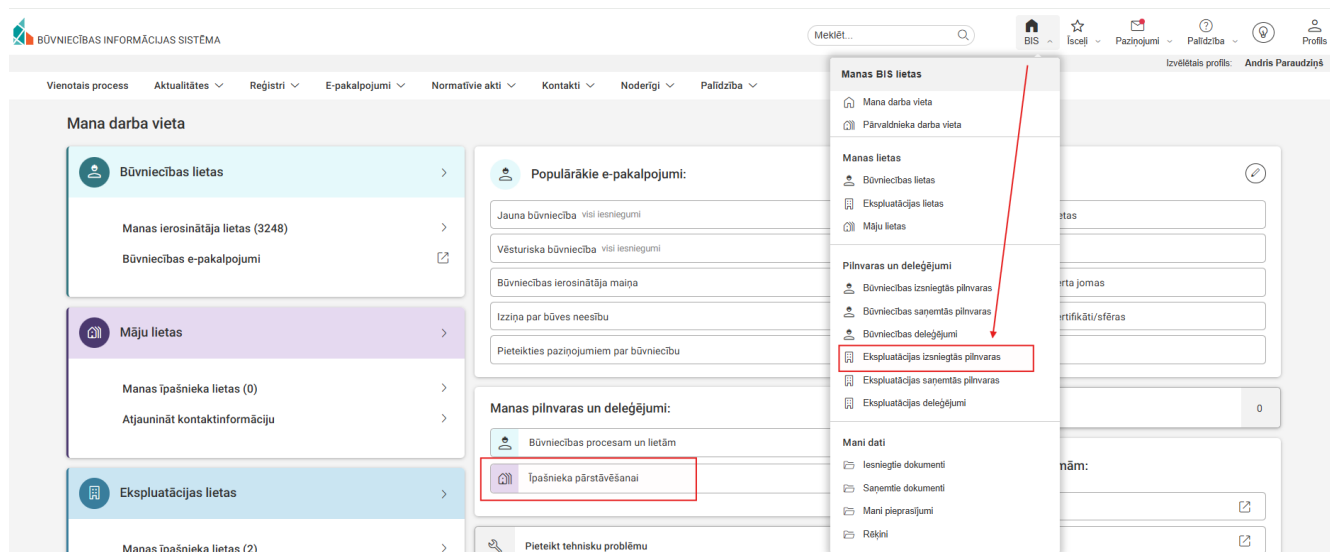 BŪVNIECĪBAS INFORMĀCIJAS SISTĒMA
Meklēt...
BIS
Īsceļi
Paziņojumi
Palīdzība
Profils
Izvēlētais profils: Andris Paraudziņš
Vienotais process Aktualitātes Reģistri E-pakalpojumi Normatīvie akti Kontakti Noderīgi Palīdzība
Mana darba vieta
Būvniecības lietas
Manas ierosinātāja lietas (3248)
Būvniecības e-pakalpojumi
Māju lietas
Manas īpašnieka lietas (0)
Atjaunināt kontaktinformāciju
Ekspluatācijas lietas
Manas īpašnieka lietas (2)
Populārākie e-pakalpojumi:
Jauna būvniecība visi iesniegumi
Vēsturiska būvniecība visi iesniegumi
Būvniecības ierosinātāja maiņa
Izziņa par būves neesību
Pieteikties paziņojumiem par būvniecību
Manas pilnvaras un deleģējumi:
Būvniecības procesam un lietām
Īpašnieka pārstāvēšanai
Pieteikt tehnisku problēmu
Manas BIS lietas
Mana darba vieta
Pārvaldnieka darba vieta
Manas lietas
Būvniecības lietas
Ekspluatācijas lietas
Māju lietas
Pilnvaras un deleģējumi
Būvniecības izsniegtās pilnvaras
Būvniecības saņemtās pilnvaras
Būvniecības deleģējumi
Ekspluatācijas izsniegtās pilnvaras
Ekspluatācijas saņemtās pilnvaras
Ekspluatācijas deleģējumi
Mani dati
Iesniegtie dokumenti
Saņemtie dokumenti
Mani pieprasījumi
Rēķini
etas
rta jomas
ertifikāti/sfēras
0
mām: